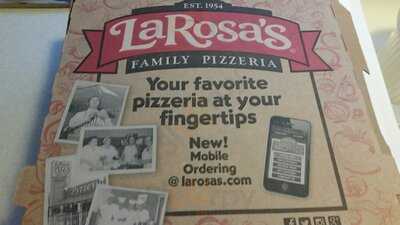 EST. 1954
LaRosa's
FAMILY PIZZERIA
Your favorite
pizzeria at your
fingertips
New!
Mobile
Ordering
@ larosas.com